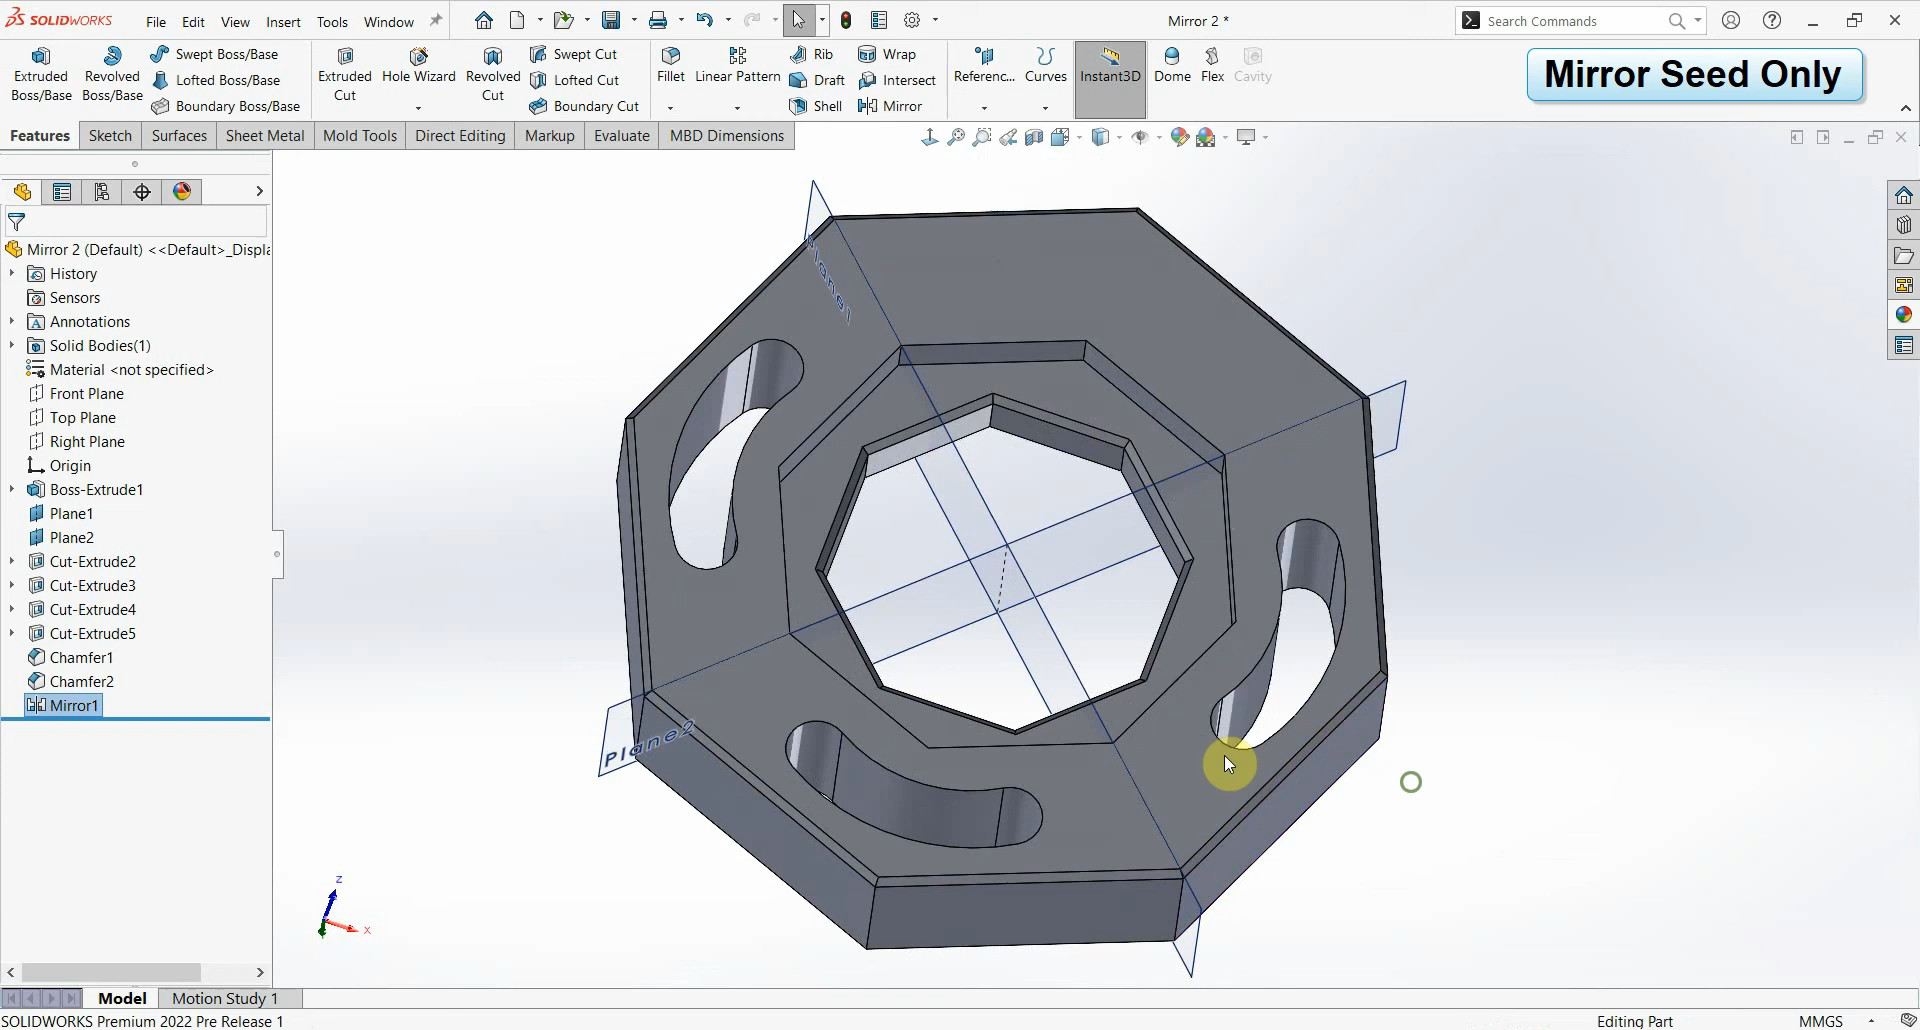 SOLIDWORKS File Edit View Insert Tools Window Mirror 2 * Search Commands
Mirror Seed Only
Extruded Boss/Base
Revolved Boss/Base
Swept Boss/Base
Lofted Boss/Base
Boundary Boss/Base
Extruded Cut
Hole Wizard
Revolved Cut
Swept Cut
Lofted Cut
Boundary Cut
Fillet
Linear Pattern
Rib
Draft
Shell
Wrap
Intersect
Mirror
Referenc...
Curves
Instant3D
Dome
Flex
Cavity
Features Sketch Surfaces Sheet Metal Mold Tools Direct Editing Markup Evaluate MBD Dimensions
Mirror 2 (Default) <<Default>_Displa
History
Sensors
Annotations
Solid Bodies(1)
Material <not specified>
Front Plane
Top Plane
Right Plane
Origin
Boss-Extrude1
Plane1
Plane2
Cut-Extrude2
Cut-Extrude3
Cut-Extrude4
Cut-Extrude5
Chamfer1
Chamfer2
Mirror1
Plane1
Plane2
z
x
Model Motion Study 1
SOLIDWORKS Premium 2022 Pre Release 1 Editing Part MMGS